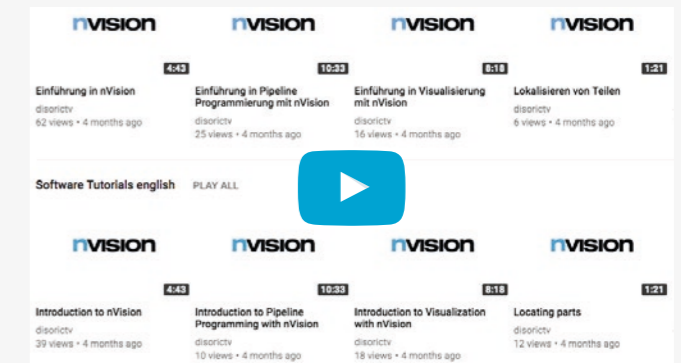 nvision nvision nvision nvision
4:43 10:33 8:18 1:21
Einführung in nVision
disorictv
62 views • 4 months ago
Einführung in Pipeline
Programmierung mit nVision
disorictv
25 views • 4 months ago
Einführung in Visualisierung
mit nVision
disorictv
16 views • 4 months ago
Lokalisieren von Teilen
disorictv
6 views • 4 months ago
Software Tutorials english PLAY ALL
nvision nvision nvision nvision
4:43 10:33 8:18 1:21
Introduction to nVision
disorictv
39 views • 4 months ago
Introduction to Pipeline
Programming with nVision
disorictv
10 views • 4 months ago
Introduction to Visualization
with nVision
disorictv
18 views • 4 months ago
Locating parts
disorictv
12 views • 4 months ago